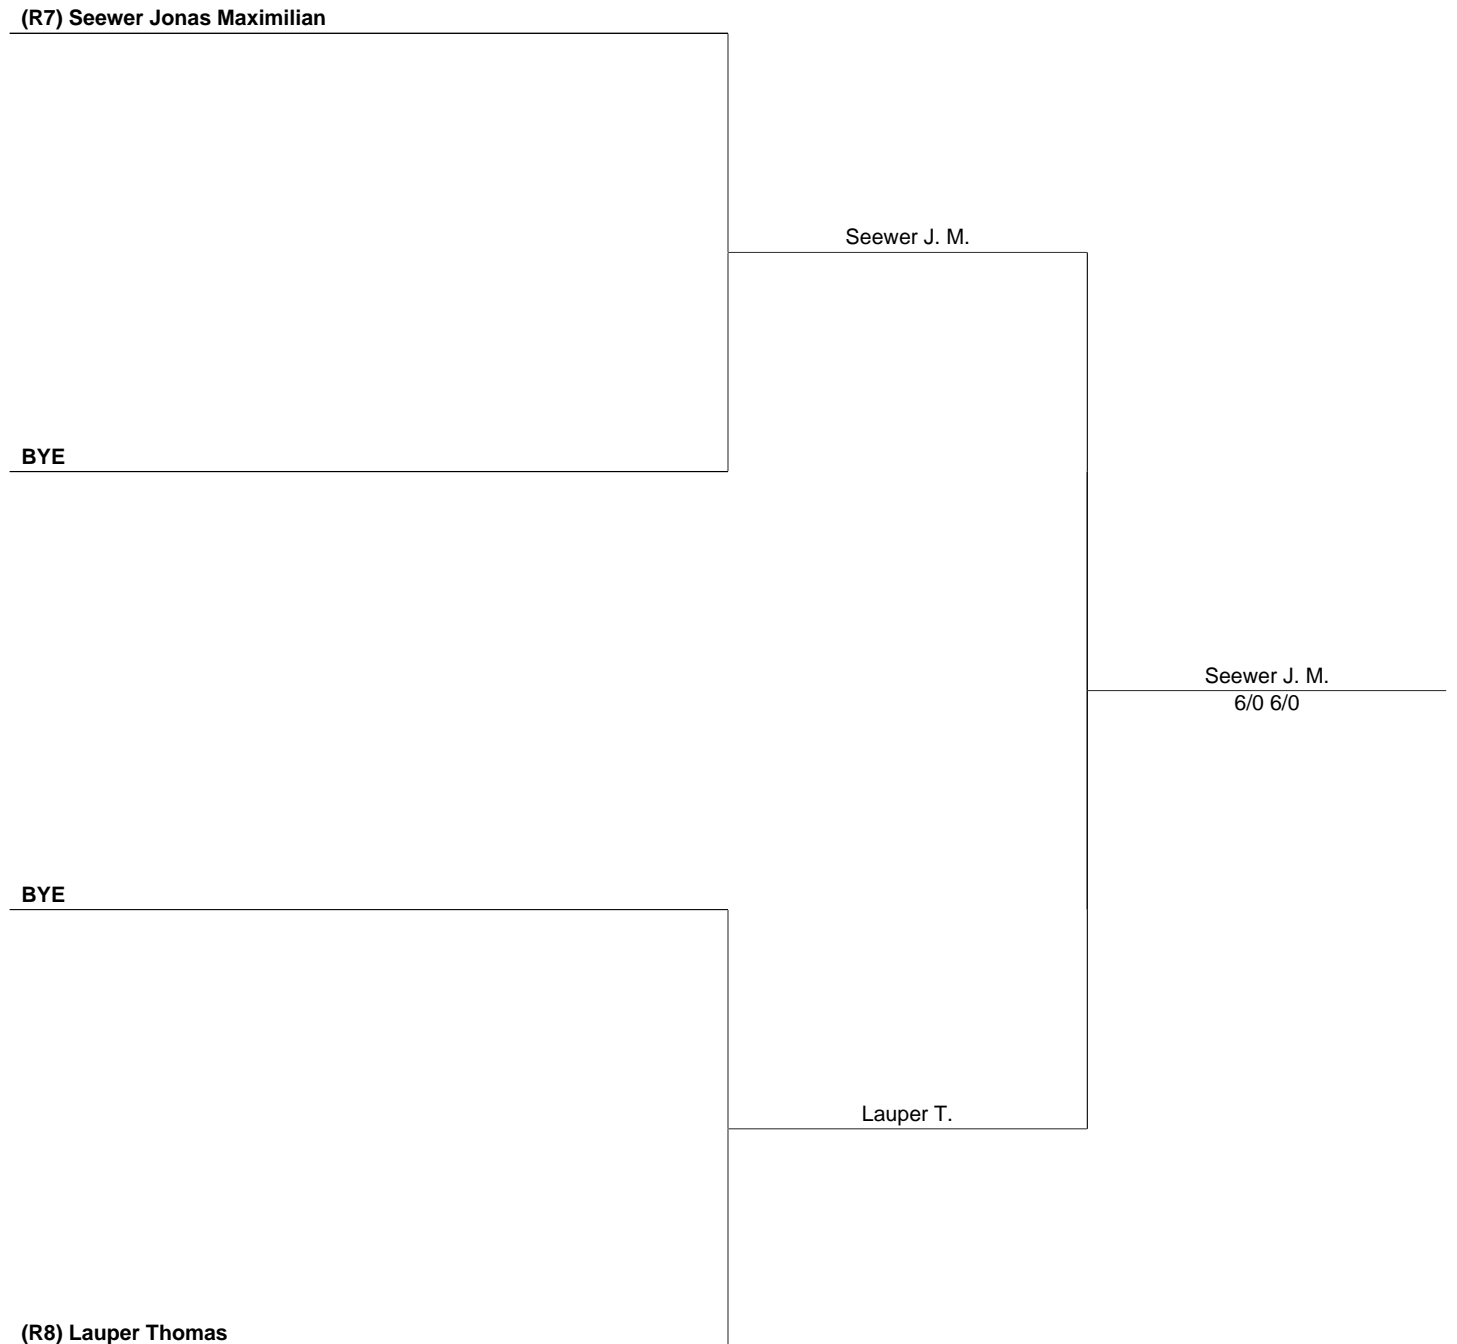 (R7) Seewer Jonas Maximilian
Seewer J. M.
BYE
Seewer J. M.
6/0 6/0
BYE
Lauper T.
(R8) Lauper Thomas